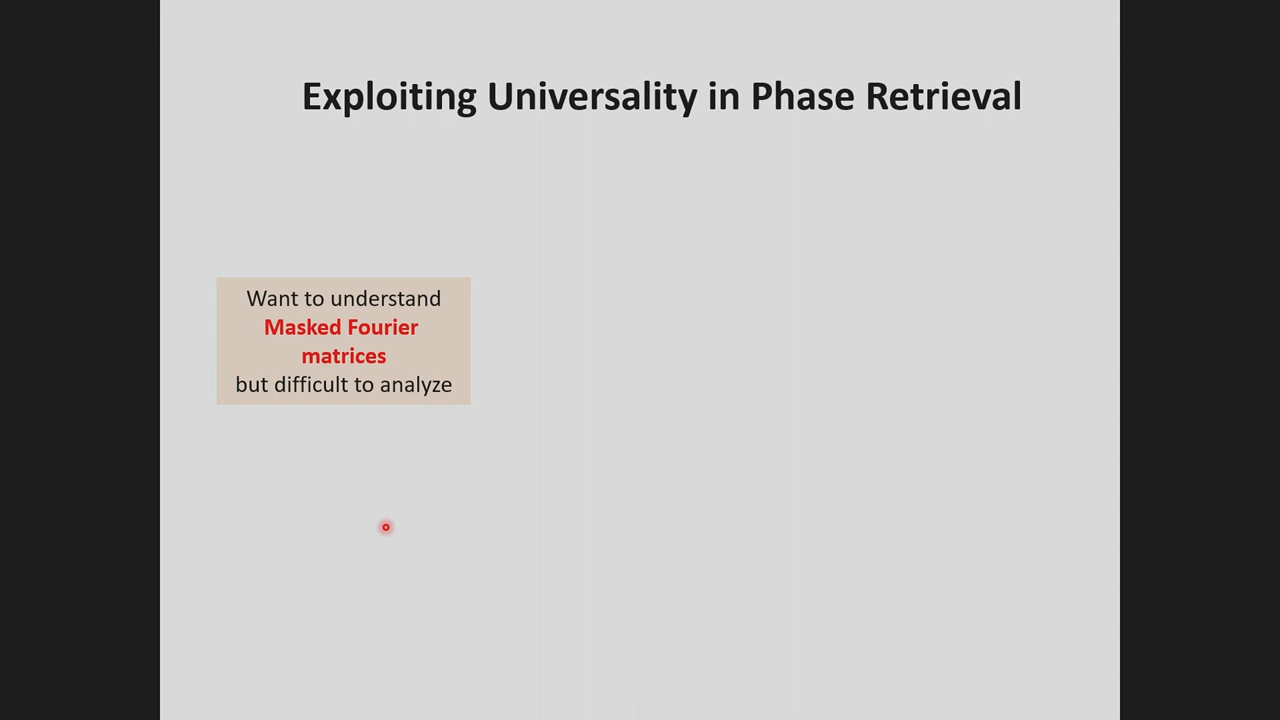 Exploiting Universality in Phase Retrieval
Want to understand
Masked Fourier
matrices
but difficult to analyze